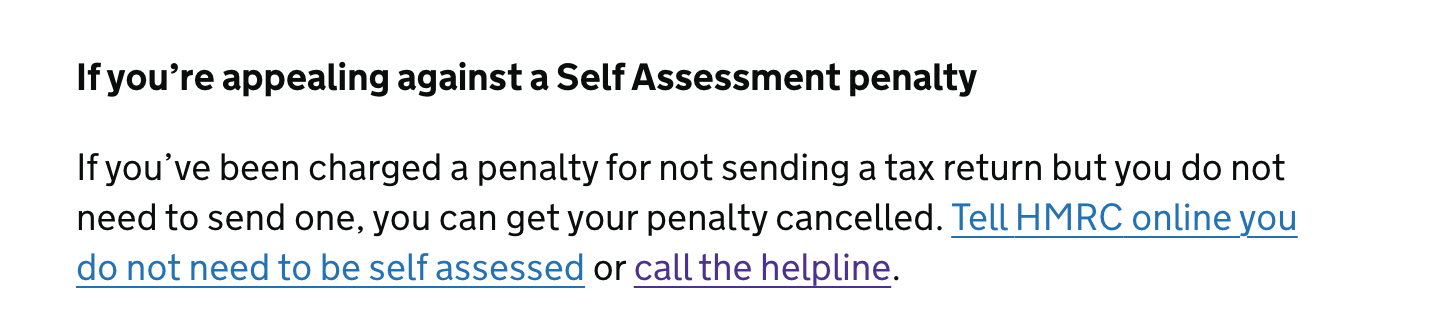 If you’re appealing against a Self Assessment penalty
If you’ve been charged a penalty for not sending a tax return but you do not
need to send one, you can get your penalty cancelled. Tell HMRC online you
do not need to be self assessed or call the helpline.